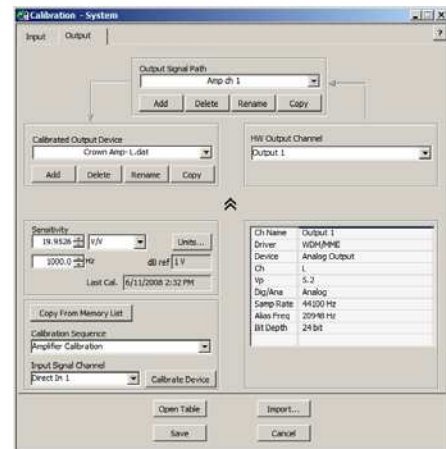 Calibration - System
Input Output
?
Output Signal Path
Amp ch 1
Add Delete Rename Copy
Calibrated Output Device
Crown Amp- L.dat
Add Delete Rename Copy
HW Output Channel
Output 1
Sensitivity
19.9526 V/V Units...
1000.0 Hz dB ref 1 V
Last Cal. 6/11/2008 2:32 PM
Ch Name Output 1
Driver WDM/MME
Device Analog Output
Ch L
Vp 5.2
Dig/Ana Analog
Samp Rate 44100 Hz
Alias Freq 20948 Hz
Bit Depth 24 bit
Copy From Memory List
Calibration Sequence
Amplifier Calibration
Input Signal Channel
Direct In 1 Calibrate Device
Open Table Import...
Save Cancel